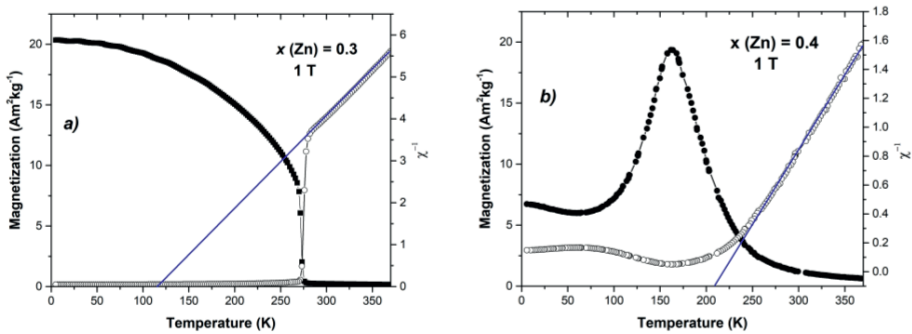 x (Zn) = 0.3
1 T
a)
Magnetization (Am²kg⁻¹)
20
15
10
5
0
6
5
4
3
2
1
0
χ⁻¹
0 50 100 150 200 250 300 350
Temperature (K)
x (Zn) = 0.4
1 T
b)
Magnetization (Am²kg⁻¹)
20
15
10
5
0
1.8
1.6
1.4
1.2
1.0
0.8
0.6
0.4
0.2
0.0
χ⁻¹
0 50 100 150 200 250 300 350
Temperature (K)